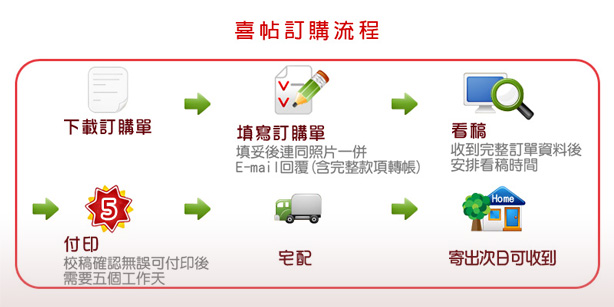 喜帖訂購流程
下載訂購單
填寫訂購單
填妥後連同照片一併
E-mail回覆(含完整款項轉帳)
看稿
收到完整訂單資料後
安排看稿時間
5
付印
校稿確認無誤可付印後
需要五個工作天
宅配
Home
寄出次日可收到